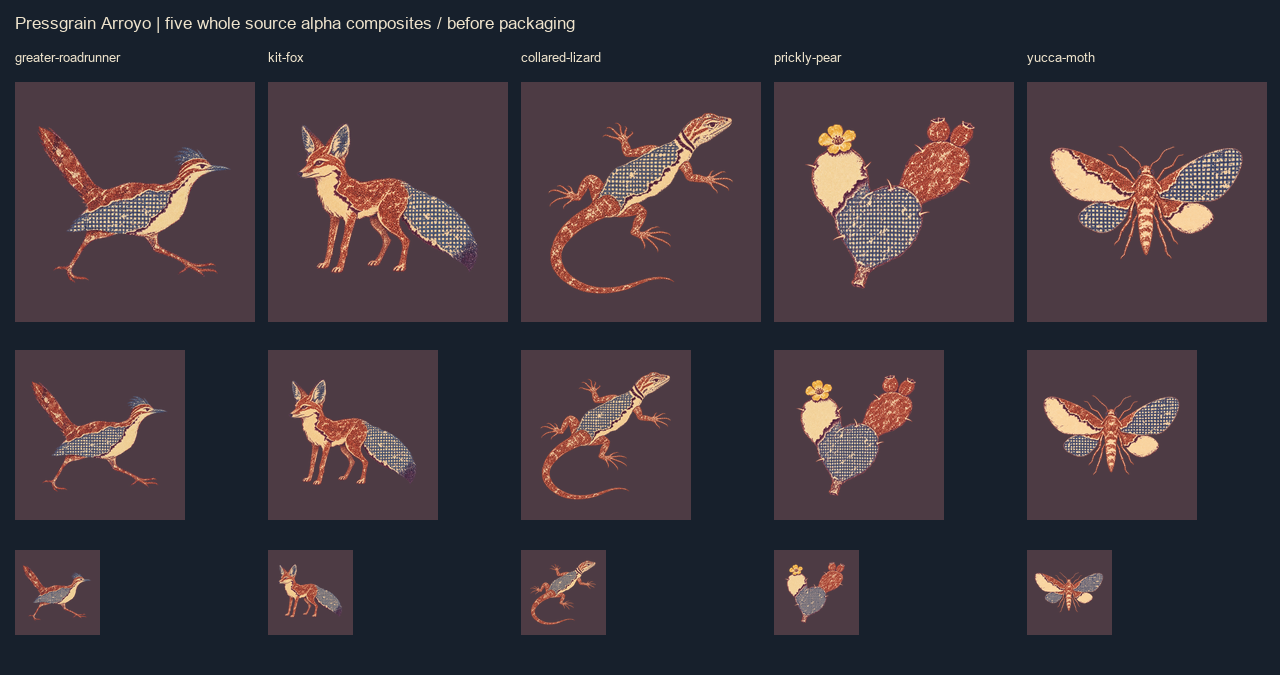 Pressgrain Arroyo | five whole source alpha composites / before packaging
greater-roadrunner
kit-fox
collared-lizard
prickly-pear
yucca-moth